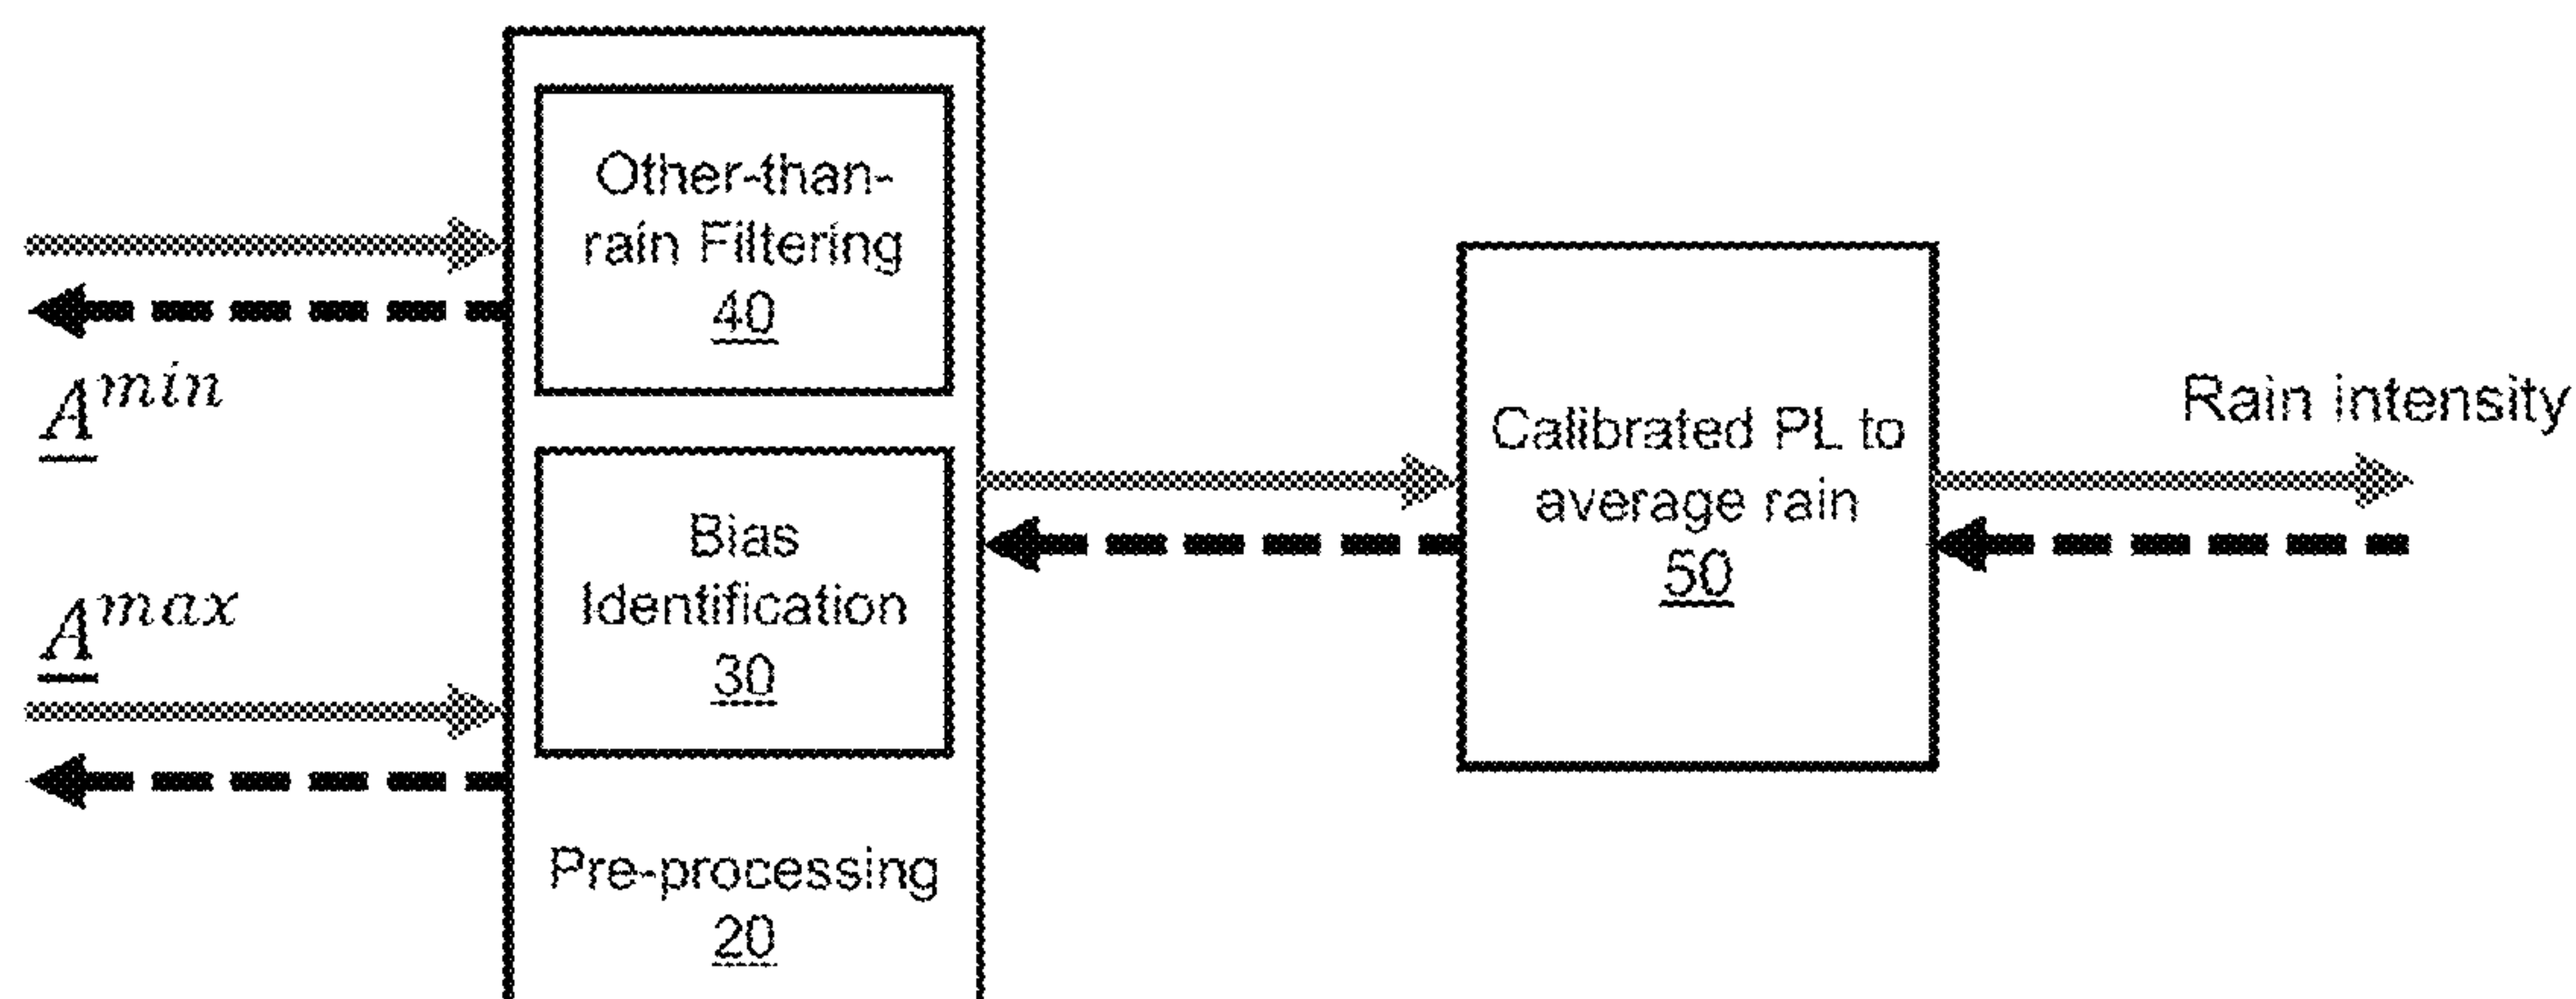 Other-than-
rain Filtering
40
A^min
Bias
Identification
30
A^max
Pre-processing
20
Calibrated PL to
average rain
50
Rain intensity